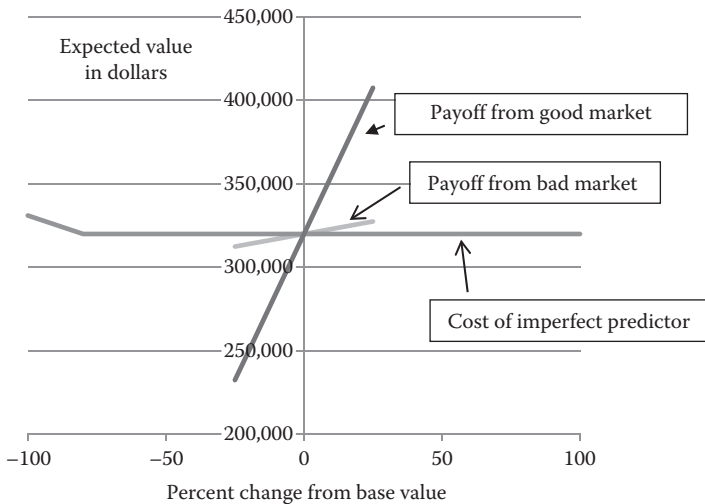 450,000
Expected value
in dollars
400,000
Payoff from good market
350,000
Payoff from bad market
300,000
Cost of imperfect predictor
250,000
200,000
−100
−50
0
50
100
Percent change from base value